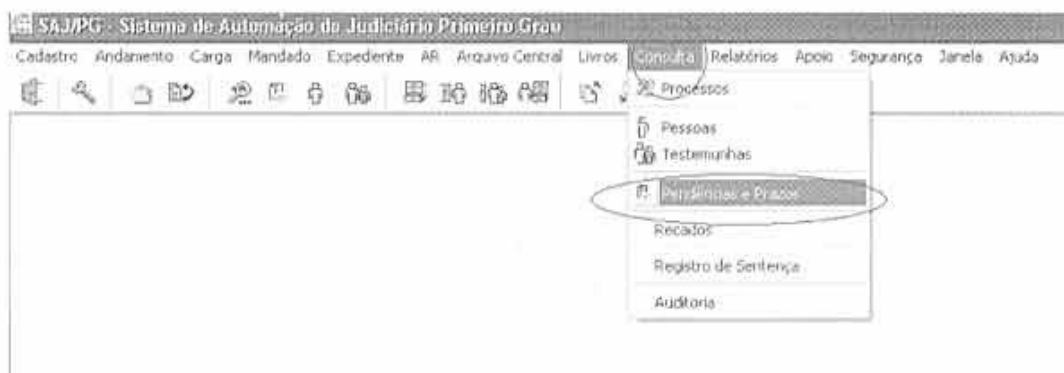 SAJ/PG - Sistema de Automação do Judiciário Primeiro Grau
Cadastro Andamento Carga Mandado Expediente AR Arquivo Central Livros Consulta Relatórios Apoio Segurança Janela Ajuda
Processos
Pessoas
Testemunhas
Pendências e Prazos
Recados
Registro de Sentença
Auditoria